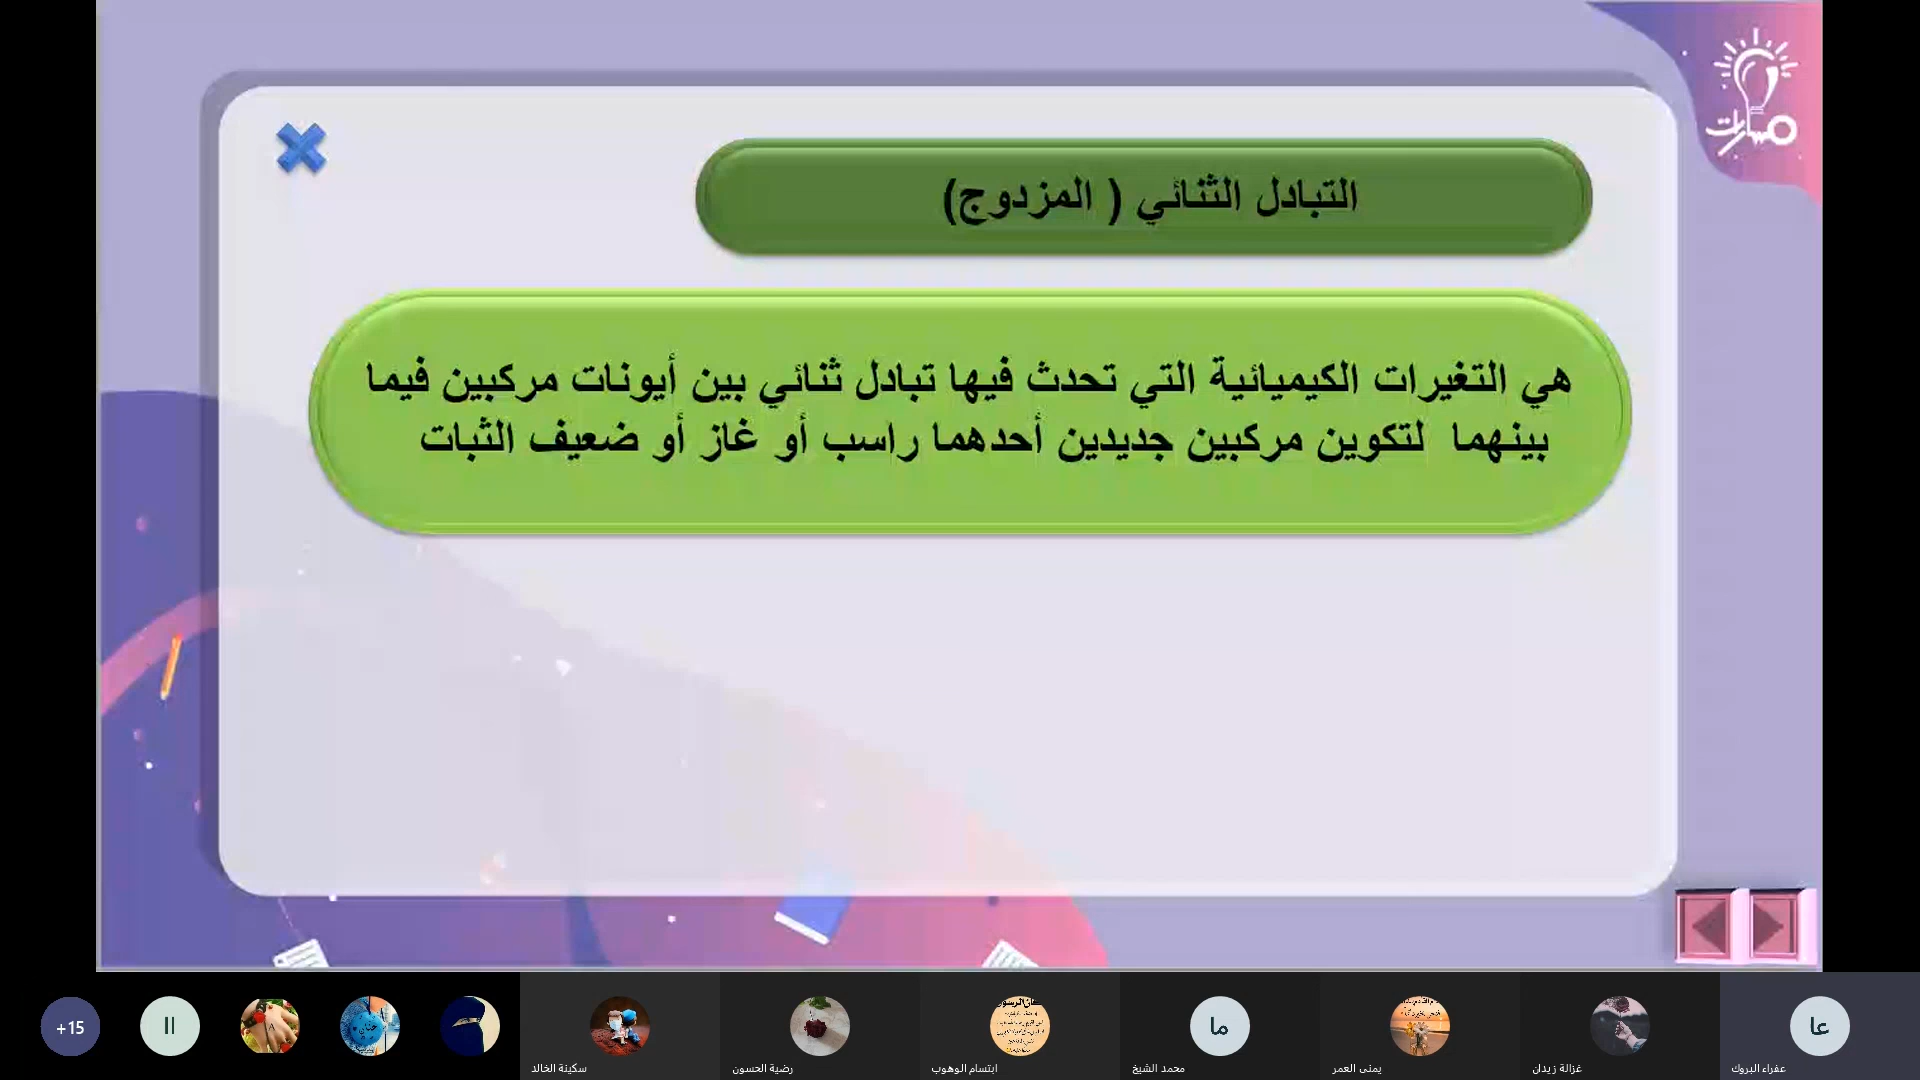 مسارات
التبادل الثنائي ( المزدوج)
هي التغيرات الكيميائية التي تحدث فيها تبادل ثنائي بين أيونات مركبين فيما
بينهما لتكوين مركبين جديدين أحدهما راسب أو غاز أو ضعيف الثبات
+15
اا
سكينة الخالد
رضية الحسون
ابتسام الوهوب
ما
محمد الشيخ
يمنى العمر
غزالة زيدان
عا
عفراء البروك